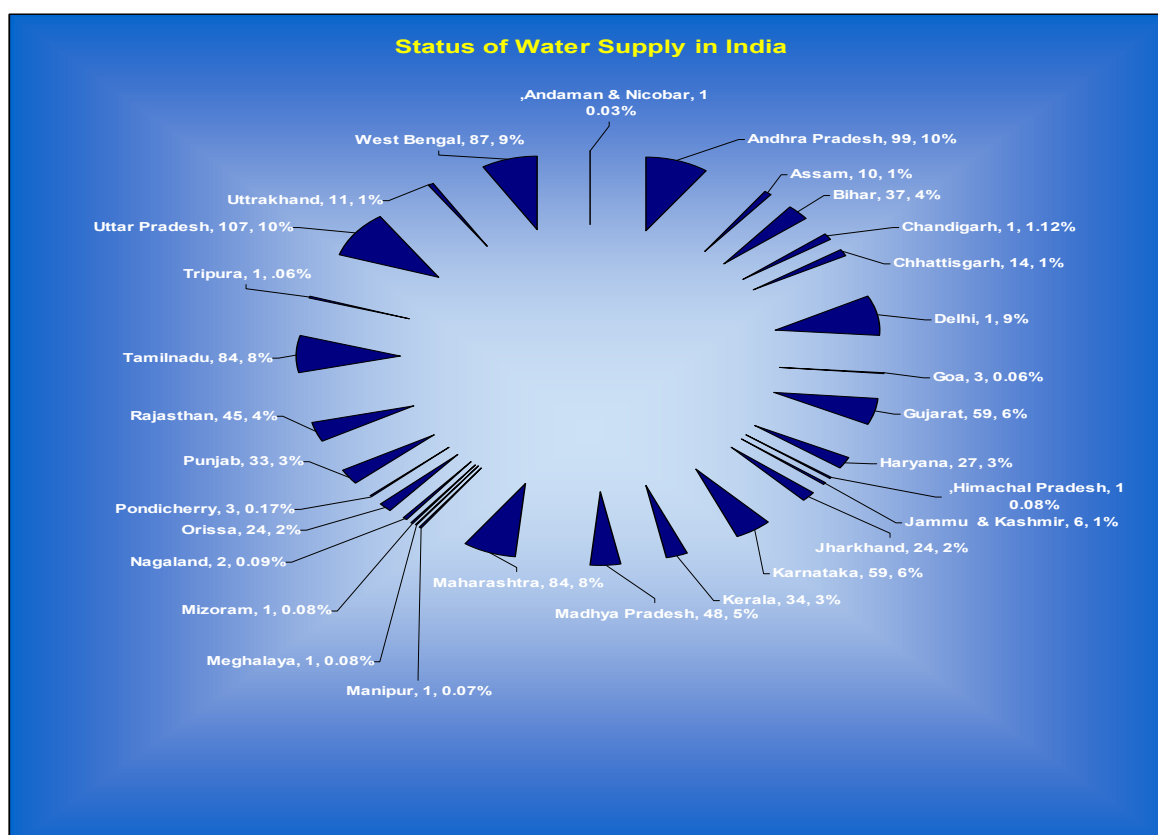 Status of Water Supply in India
,Andaman & Nicobar, 1
0.03%
Andhra Pradesh, 99, 10%
Assam, 10, 1%
Bihar, 37, 4%
Chandigarh, 1, 1.12%
Chhattisgarh, 14, 1%
Delhi, 1, 9%
Goa, 3, 0.06%
Gujarat, 59, 6%
Haryana, 27, 3%
,Himachal Pradesh, 1
0.08%
Jammu & Kashmir, 6, 1%
Jharkhand, 24, 2%
Karnataka, 59, 6%
Kerala, 34, 3%
Madhya Pradesh, 48, 5%
Maharashtra, 84, 8%
Manipur, 1, 0.07%
Meghalaya, 1, 0.08%
Mizoram, 1, 0.08%
Nagaland, 2, 0.09%
Orissa, 24, 2%
Pondicherry, 3, 0.17%
Punjab, 33, 3%
Rajasthan, 45, 4%
Tamilnadu, 84, 8%
Tripura, 1, .06%
Uttar Pradesh, 107, 10%
Uttrakhand, 11, 1%
West Bengal, 87, 9%